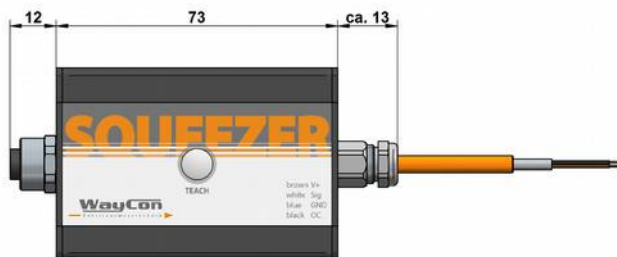 12 73 ca. 13
SQUEEZER
TEACH
WayCon
brown V+
white Sig
blue GND
black OC